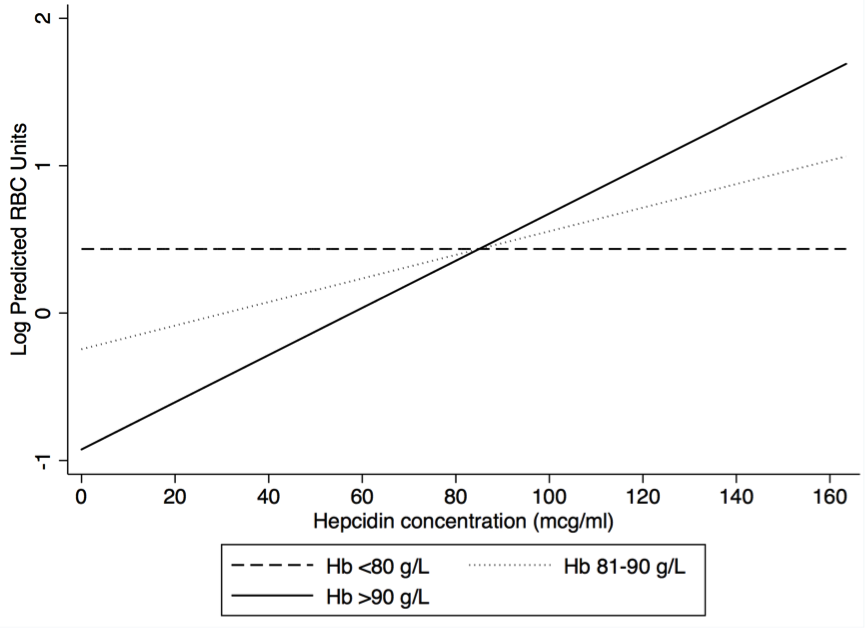 Log Predicted RBC Units
2
1
0
-1
0 20 40 60 80 100 120 140 160
Hepcidin concentration (mcg/ml)
Hb <80 g/L Hb 81-90 g/L
Hb >90 g/L